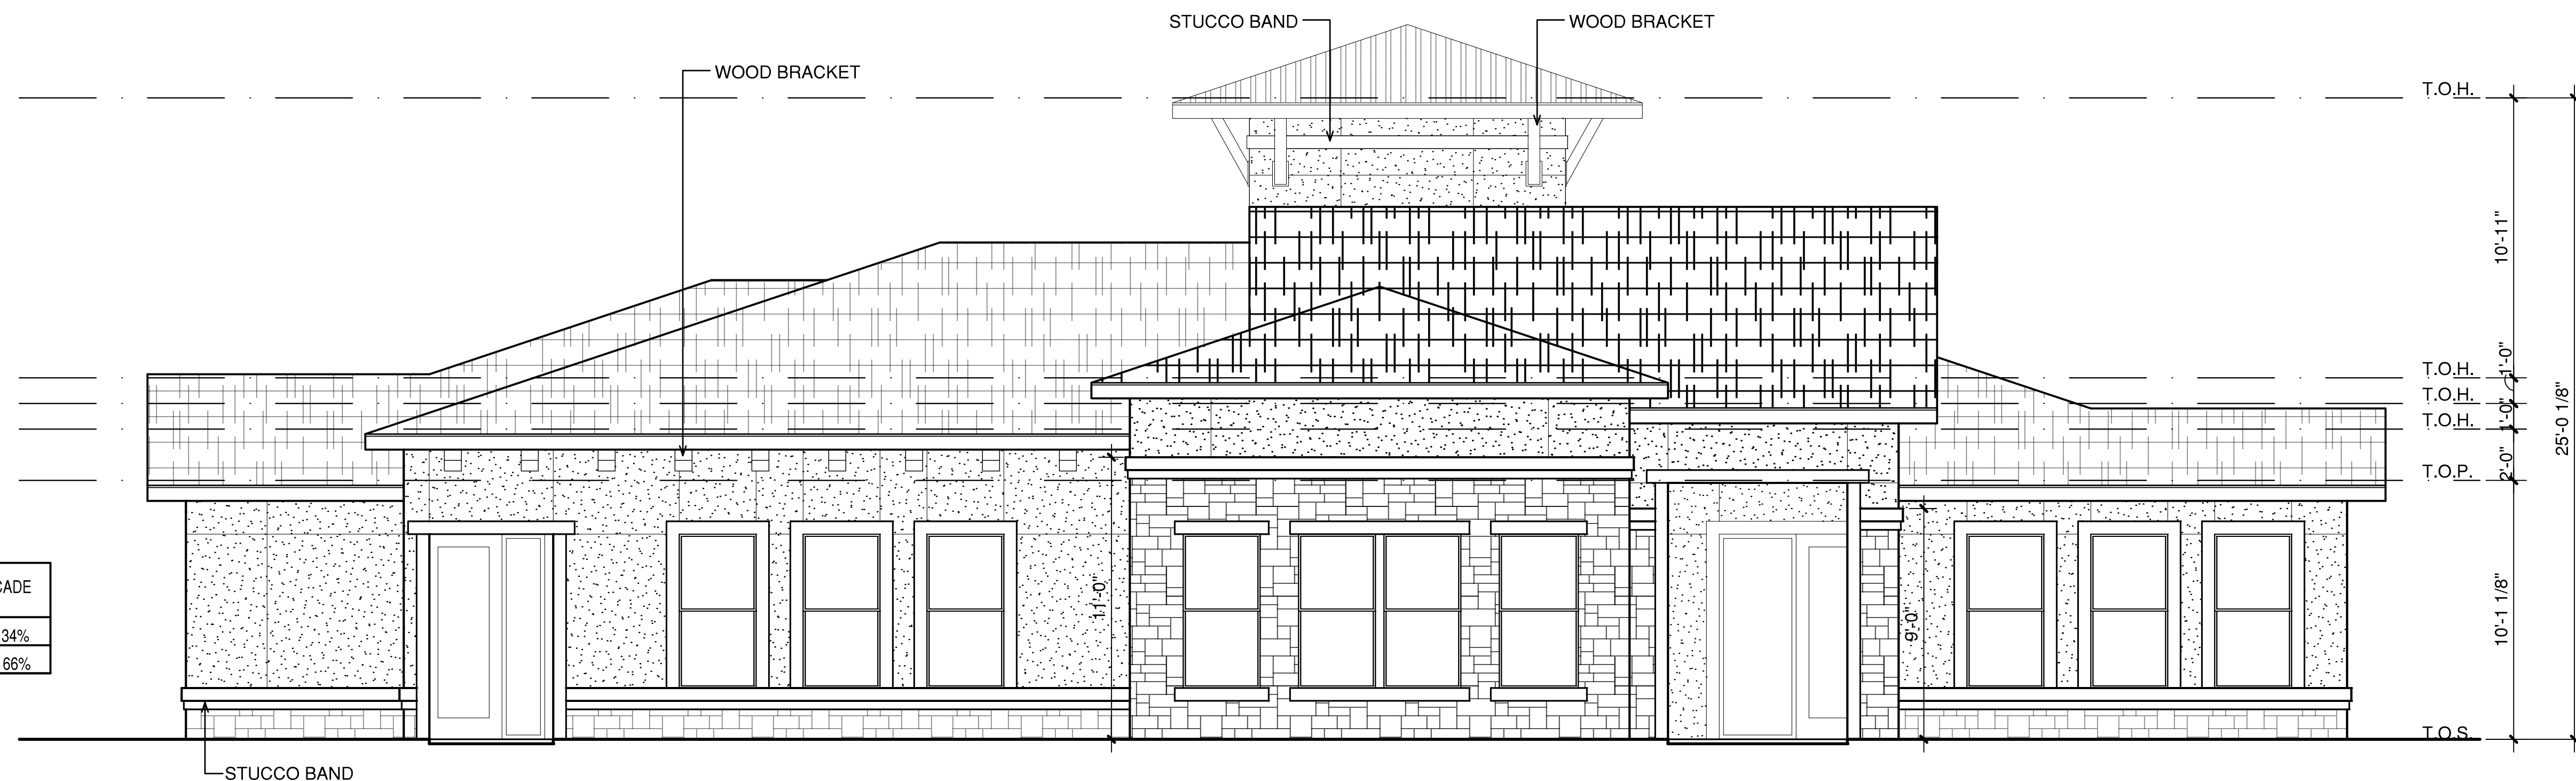 STUCCO BAND
WOOD BRACKET
WOOD BRACKET
T.O.H.
10'-11"
T.O.H.
1'-0"
T.O.H.
1'-0"
T.O.H.
2'-0"
T.O.P.
25'-0 1/8"
CADE
34%
66%
11'-0"
9'-0"
10'-1 1/8"
T.O.S.
STUCCO BAND